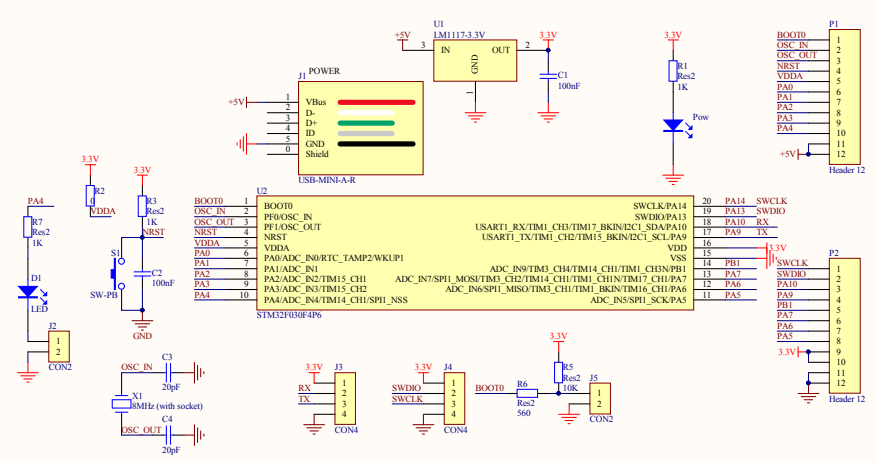 U1
LM1117-3.3V
+5V
3
IN
OUT
2
GND
1
3.3V
C1
100nF
3.3V
R1
Res2
1K
Pow
P1
BOOT0
1
OSC_IN
2
OSC_OUT
3
NRST
4
VDDA
5
PA0
6
PA1
7
PA2
8
PA3
9
PA4
10
11
+5V
12
Header 12
POWER
J1
+5V
1
VBus
2
D-
3
D+
4
ID
5
GND
0
Shield
USB-MINI-A-R
3.3V
R2
0
VDDA
3.3V
R3
Res2
1K
NRST
S1
SW-PB
C2
100nF
GND
PA4
R7
Res2
1K
D1
LED
J2
1
2
CON2
U2
BOOT0 1 BOOT0
OSC_IN 2 PF0/OSC_IN
OSC_OUT 3 PF1/OSC_OUT
NRST 4 NRST
VDDA 5 VDDA
PA0 6 PA0/ADC_IN0/RTC_TAMP2/WKUP1
PA1 7 PA1/ADC_IN1
PA2 8 PA2/ADC_IN2/TIM15_CH1
PA3 9 PA3/ADC_IN3/TIM15_CH2
PA4 10 PA4/ADC_IN4/TIM14_CH1/SPI1_NSS
SWCLK/PA14 20 PA14 SWCLK
SWDIO/PA13 19 PA13 SWDIO
USART1_RX/TIM1_CH3/TIM17_BKIN/I2C1_SDA/PA10 18 PA10 RX
USART1_TX/TIM1_CH2/TIM15_BKIN/I2C1_SCL/PA9 17 PA9 TX
VDD 16 3.3V
VSS 15
ADC_IN9/TIM3_CH4/TIM14_CH1/TIM1_CH3N/PB1 14 PB1
ADC_IN7/SPI1_MOSI/TIM3_CH2/TIM14_CH1/TIM1_CH1N/TIM17_CH1/PA7 13 PA7
ADC_IN6/SPI1_MISO/TIM3_CH1/TIM1_BKIN/TIM16_CH1/PA6 12 PA6
ADC_IN5/SPI1_SCK/PA5 11 PA5
STM32F030F4P6
P2
SWCLK
1
SWDIO
2
PA10
3
PA9
4
PB1
5
PA7
6
PA6
7
PA5
8
3.3V
9
10
11
12
Header 12
OSC_IN
C3
20pF
X1
8MHz (with socket)
OSC_OUT
C4
20pF
3.3V
J3
1
RX
2
TX
3
4
CON4
3.3V
J4
1
SWDIO
2
SWCLK
3
4
CON4
BOOT0
R6
Res2
560
3.3V
R5
Res2
10K
J5
1
2
CON2